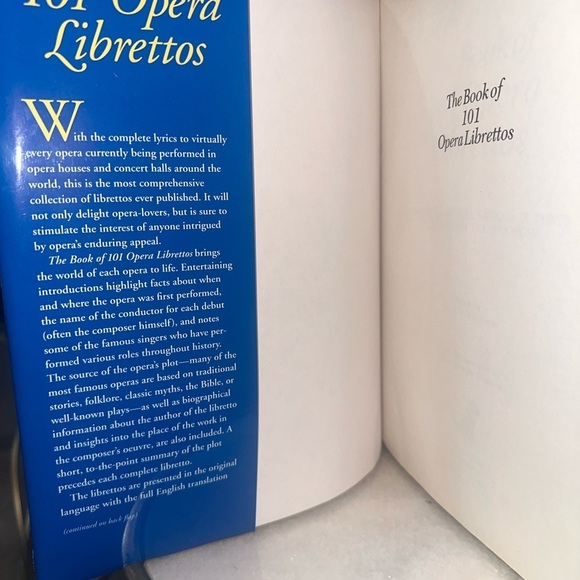 101 Opera
Librettos
With the complete lyrics to virtually
every opera currently being performed in
opera houses and concert halls around the
world, this is the most comprehensive
collection of librettos ever published. It will
not only delight opera-lovers, but is sure to
stimulate the interest of anyone intrigued
by opera's enduring appeal.
The Book of 101 Opera Librettos brings
the world of each opera to life. Entertaining
introductions highlight facts about when
and where the opera was first performed,
the name of the conductor for each debut
(often the composer himself), and notes
some of the famous singers who have per-
formed various roles throughout history.
The source of the opera's plot—many of the
most famous operas are based on traditional
stories, folklore, classic myths, the Bible, or
well-known plays—as well as biographical
information about the author of the libretto
and insights into the place of the work in
the composer's oeuvre, are also included. A
short, to-the-point summary of the plot
precedes each complete libretto.
The librettos are presented in the original
language with the full English translation
(continued on back flap)
The Book of
101
Opera Librettos